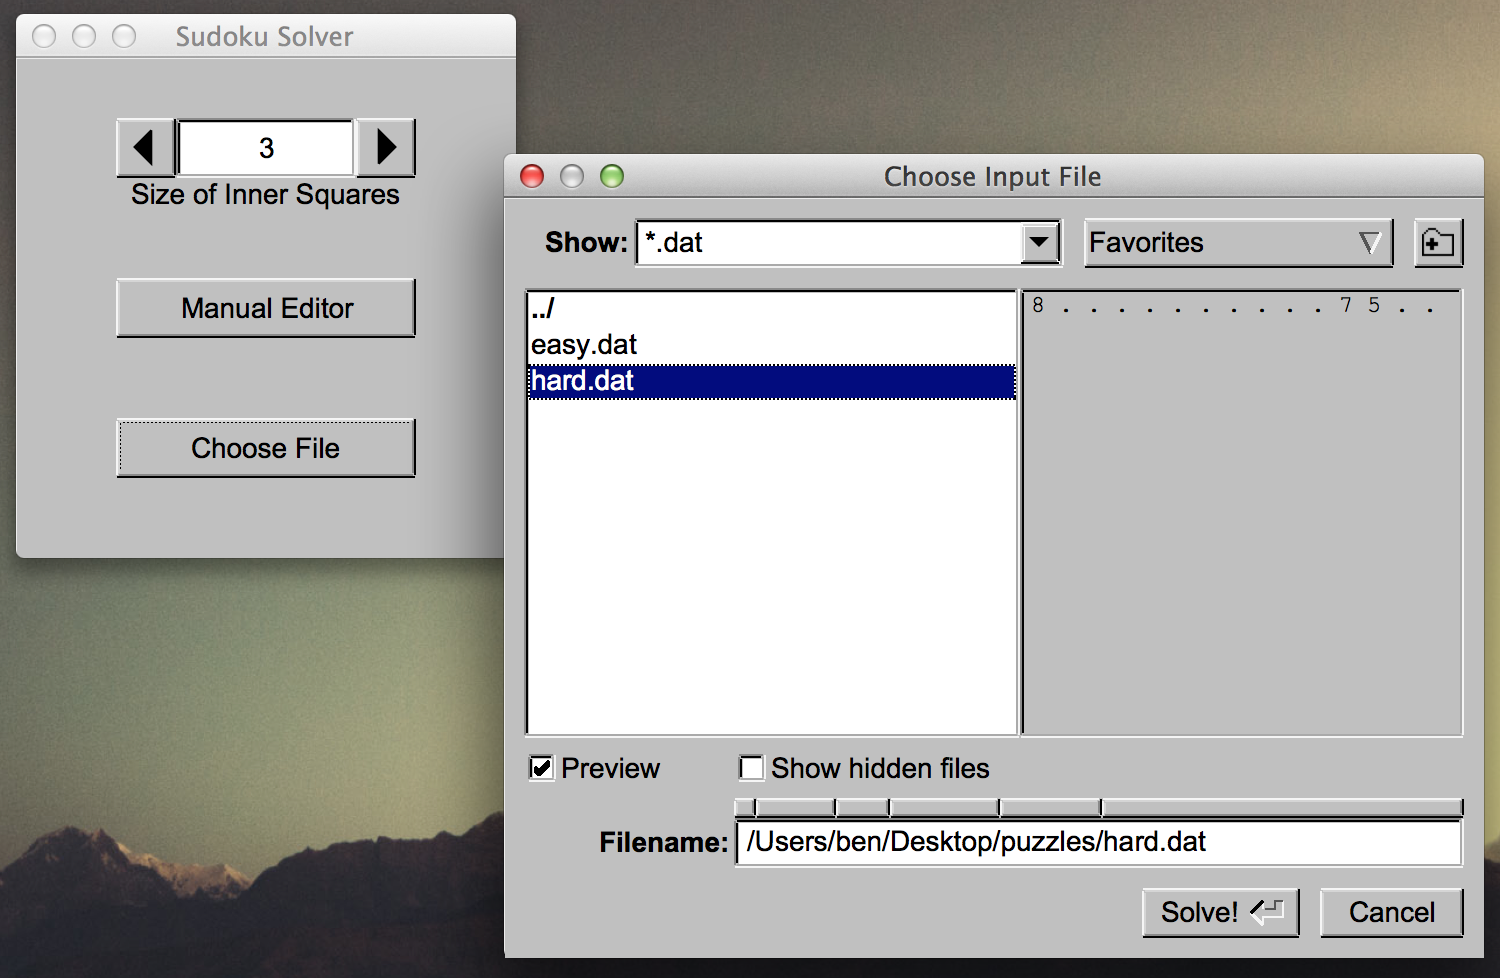 Sudoku Solver
3
Size of Inner Squares
Manual Editor
Choose File
Choose Input File
Show: *.dat Favorites
../
easy.dat
hard.dat
8 . . . . . . . . . . 7 5 . .
Preview Show hidden files
Filename: /Users/ben/Desktop/puzzles/hard.dat
Solve! Cancel